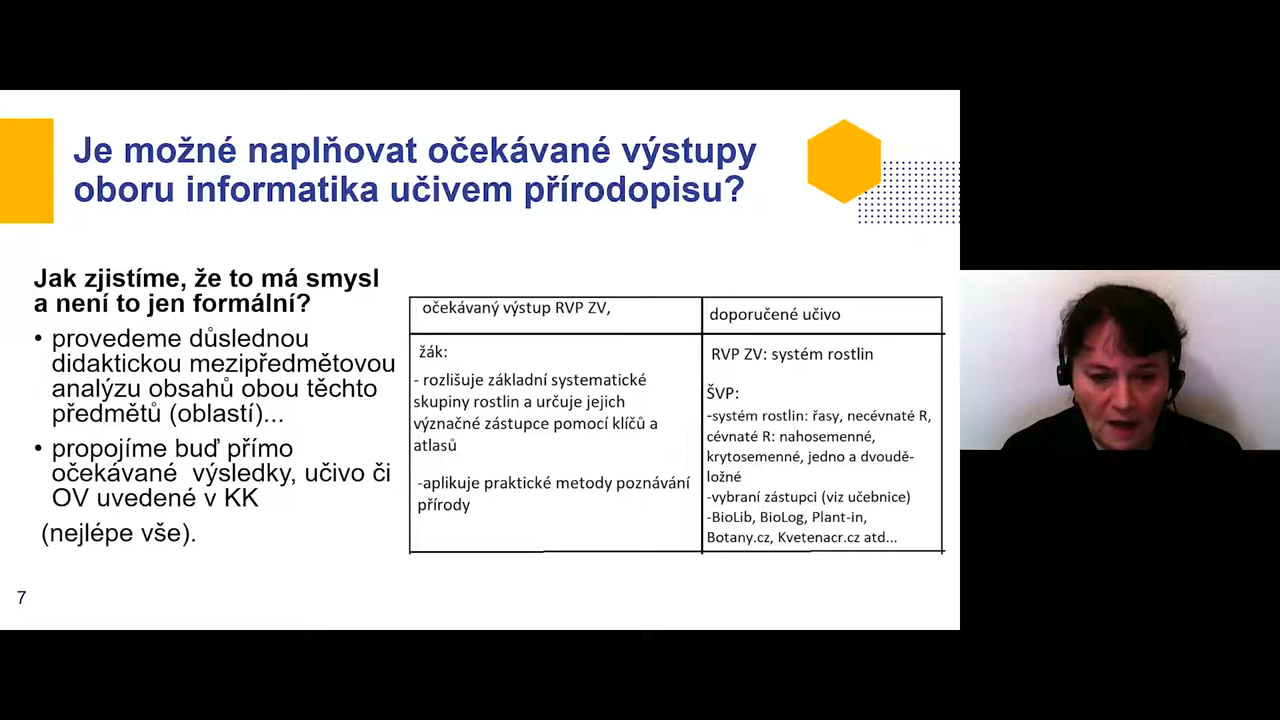 Je možné naplňovat očekávané výstupy
oboru informatika učivem přírodopisu?
Jak zjistíme, že to má smysl
a není to jen formální?
• provedeme důslednou
didaktickou mezipředmětovou
analýzu obsahů obou těchto
předmětů (oblastí)...
• propojíme buď přímo
očekávané výsledky, učivo či
OV uvedené v KK
(nejlépe vše).
očekávaný výstup RVP ZV,
žák:
- rozlišuje základní systematické
skupiny rostlin a určuje jejich
význačné zástupce pomocí klíčů a
atlasů
-aplikuje praktické metody poznávání
přírody
doporučené učivo
RVP ZV: systém rostlin
ŠVP:
-systém rostlin: řasy, necévnaté R,
cévnaté R: nahosemenné,
krytosemenné, jedno a dvoudě-
ložné
-vybraní zástupci (viz učebnice)
-BioLib, BioLog, Plant-in,
Botany.cz, Kvetenacr.cz atd...
7